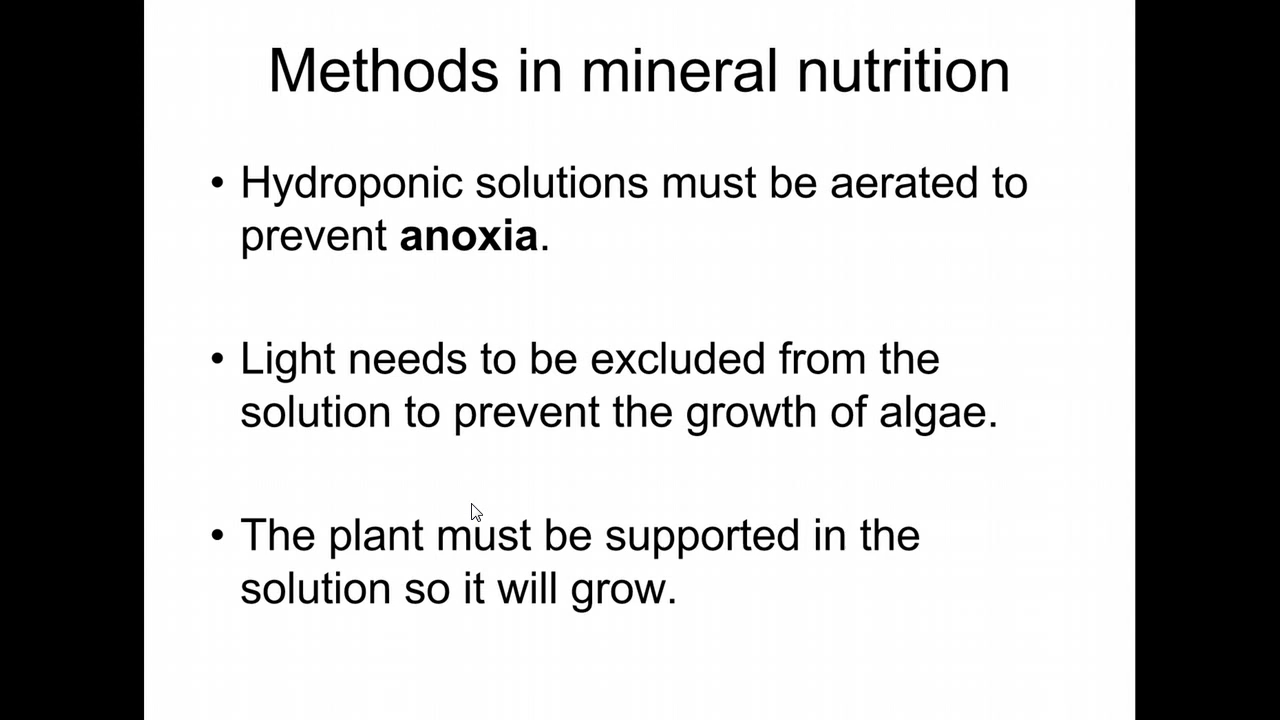 Methods in mineral nutrition
• Hydroponic solutions must be aerated to
prevent anoxia.
• Light needs to be excluded from the
solution to prevent the growth of algae.
• The plant must be supported in the
solution so it will grow.